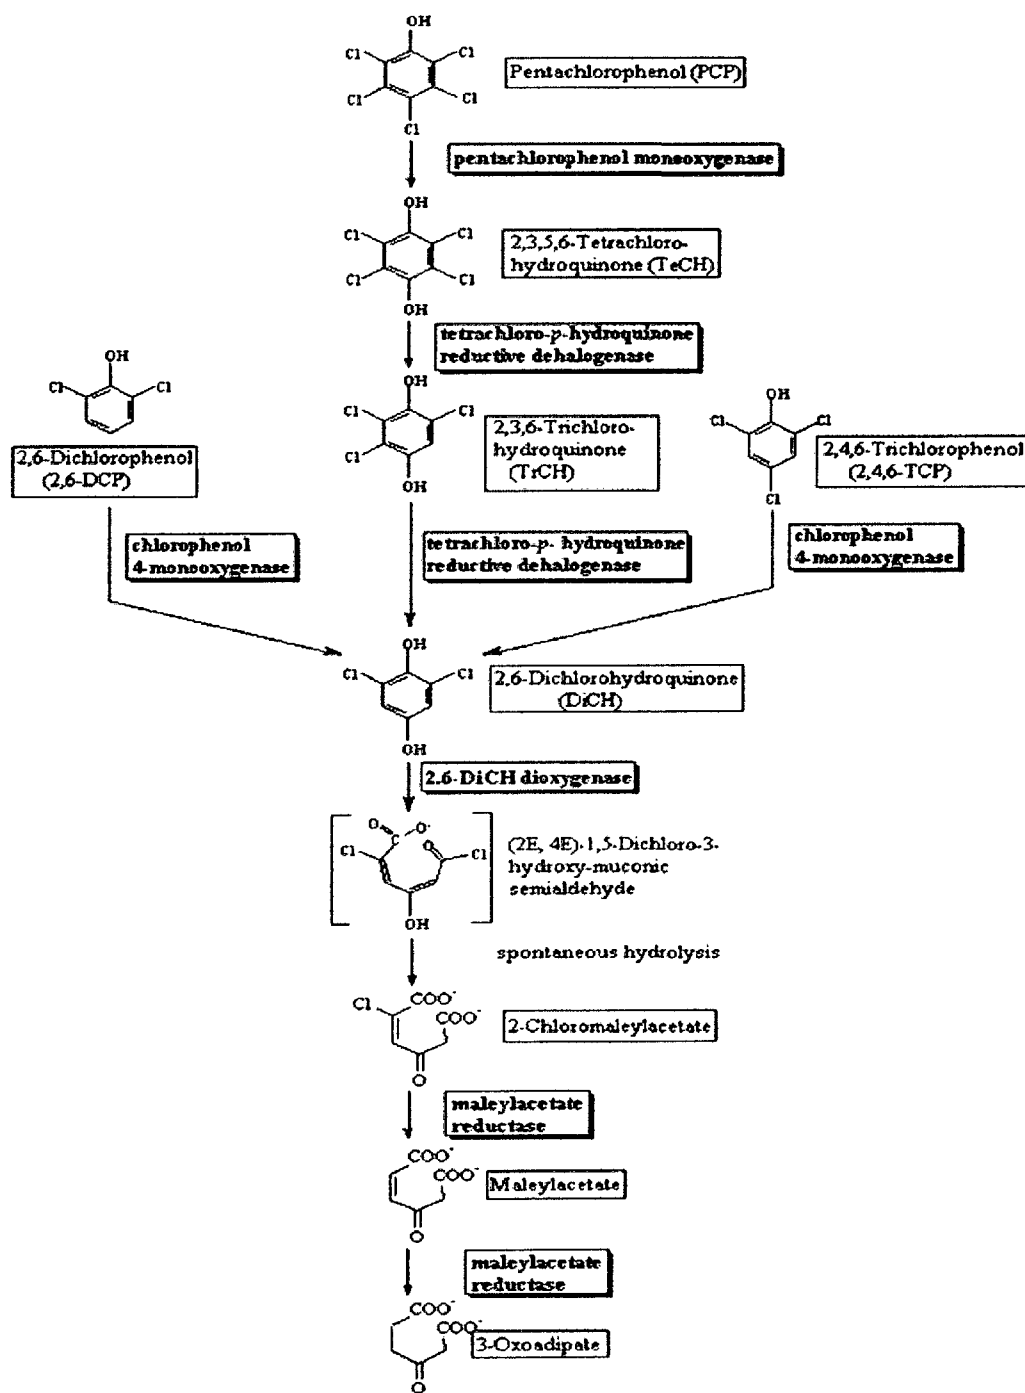 OH
Cl Cl
Cl Cl
Cl
Pentachlorophenol (PCP)
pentachlorophenol monooxygenase
OH
Cl Cl
Cl Cl
OH
2,3,5,6-Tetrachloro-
hydroquinone (TeCH)
tetrachloro-p-hydroquinone
reductive dehalogenase
OH
Cl Cl
Cl
OH
2,3,6-Trichloro-
hydroquinone
(TrCH)
OH
Cl Cl
2,6-Dichlorophenol
(2,6-DCP)
OH
Cl Cl
Cl
2,4,6-Trichlorophenol
(2,4,6-TCP)
chlorophenol
4-monooxygenase
tetrachloro-p- hydroquinone
reductive dehalogenase
chlorophenol
4-monooxygenase
OH
Cl Cl
OH
2,6-Dichlorohydroquinone
(DiCH)
2.6-DiCH dioxygenase
O C O-
Cl O Cl
OH
(2E, 4E)-1,5-Dichloro-3-
hydroxy-muconic
semialdehyde
spontaneous hydrolysis
Cl COO-
COO-
O
2-Chloromaleylacetate
maleylacetate
reductase
COO-
COO-
O
Maleylacetate
maleylacetate
reductase
COO-
COO-
O
3-Oxoadipate